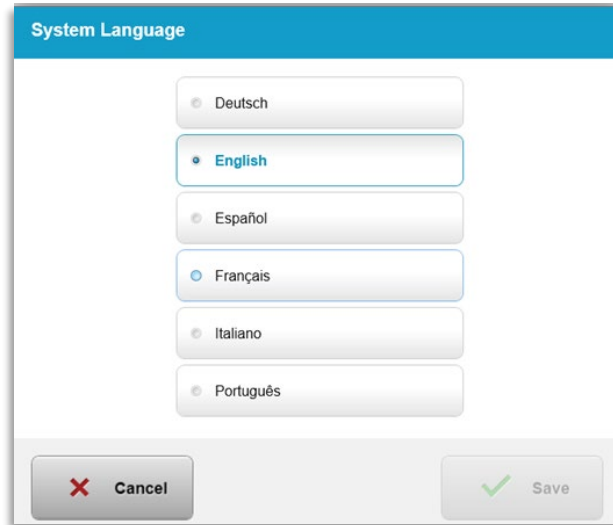 System Language
Deutsch
English
Español
Français
Italiano
Português
Cancel
Save